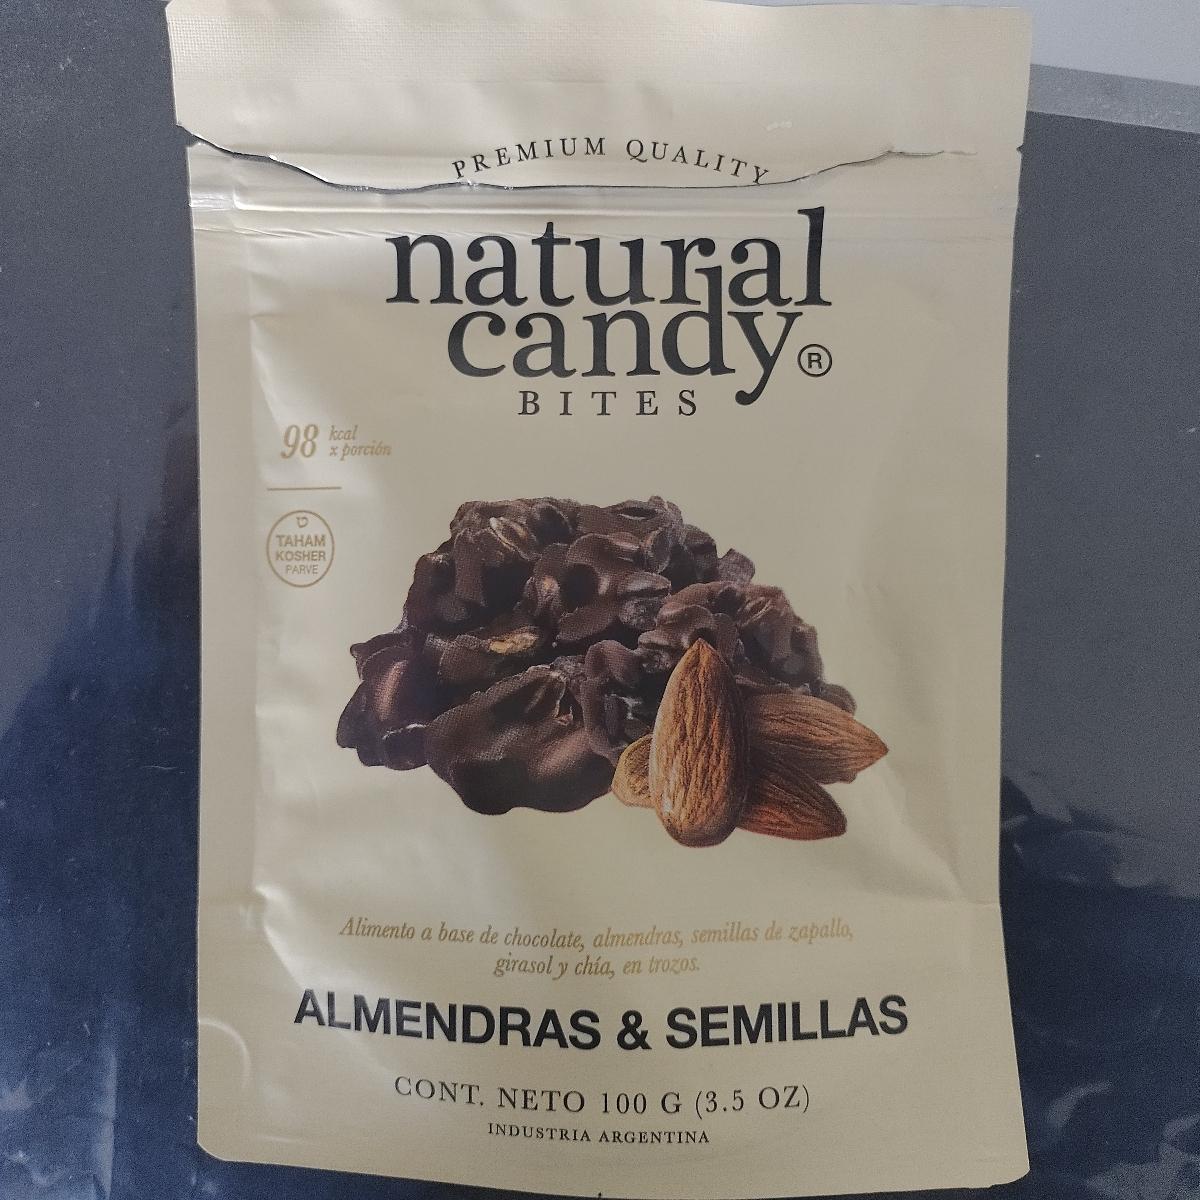 PREMIUM QUALITY
natural
candy®
BITES
98 kcal
x porción
TAHAM
KOSHER
PARVE
Alimento a base de chocolate, almendras, semillas de zapallo,
girasol y chía, en trozos.
ALMENDRAS & SEMILLAS
CONT. NETO 100 G (3.5 OZ)
INDUSTRIA ARGENTINA